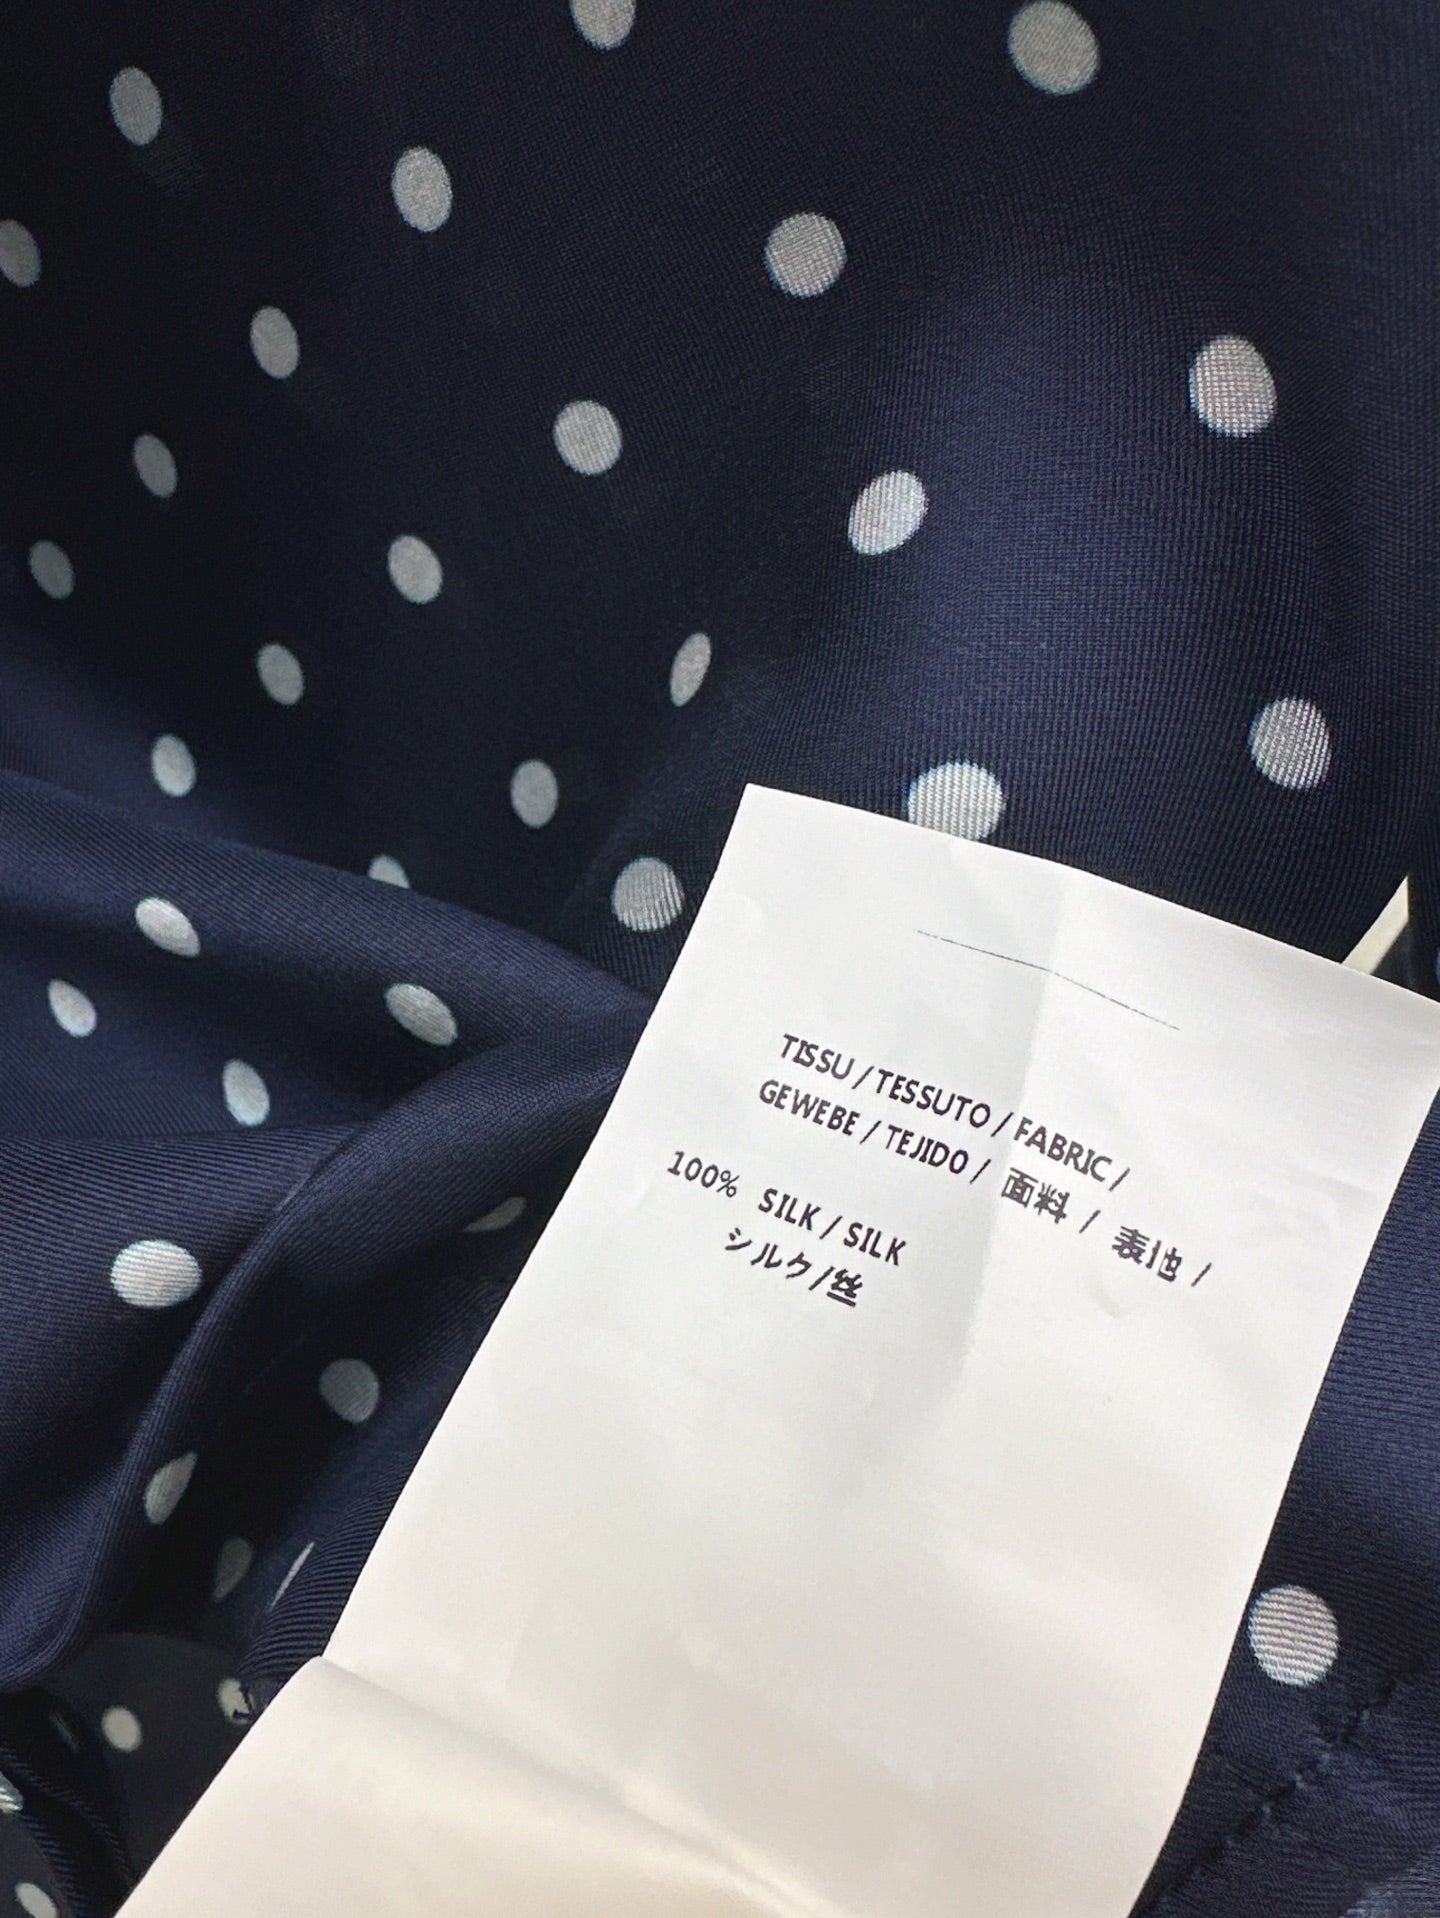 TISSU / TESSUTO / FABRIC /
GEWEBE / TEJIDO / 面料 / 表地 /
100% SILK / SILK
シルク/丝